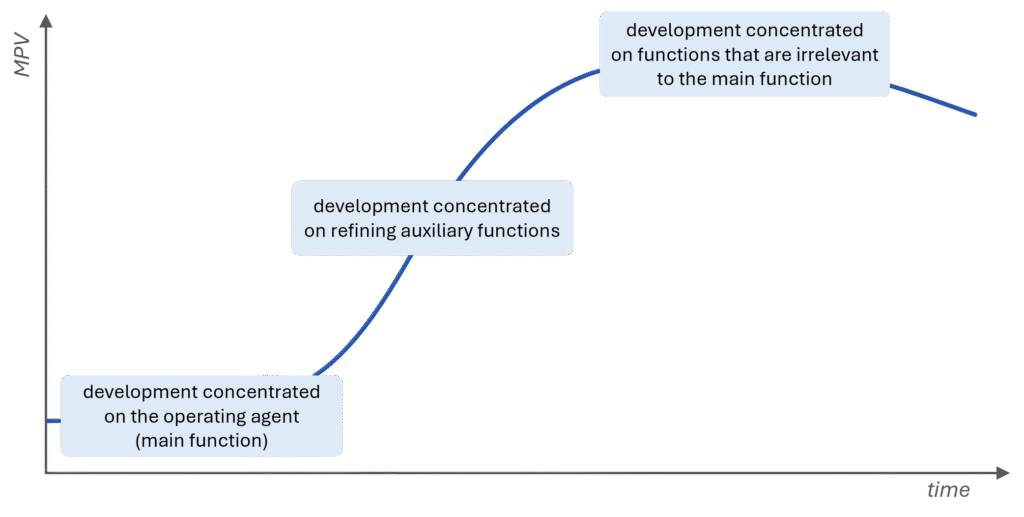 MPV
development concentrated
on functions that are irrelevant
to the main function
development concentrated
on refining auxiliary functions
development concentrated
on the operating agent
(main function)
time